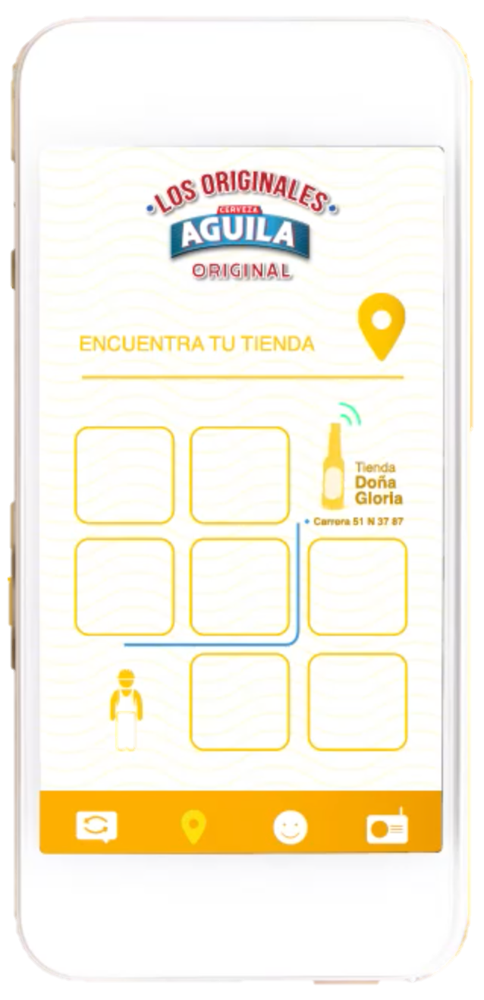 LOS ORIGINALES
CERVEZA
AGUILA
ORIGINAL
ENCUENTRA TU TIENDA
Tienda
Doña
Gloria
Carrera 51 N 37 87